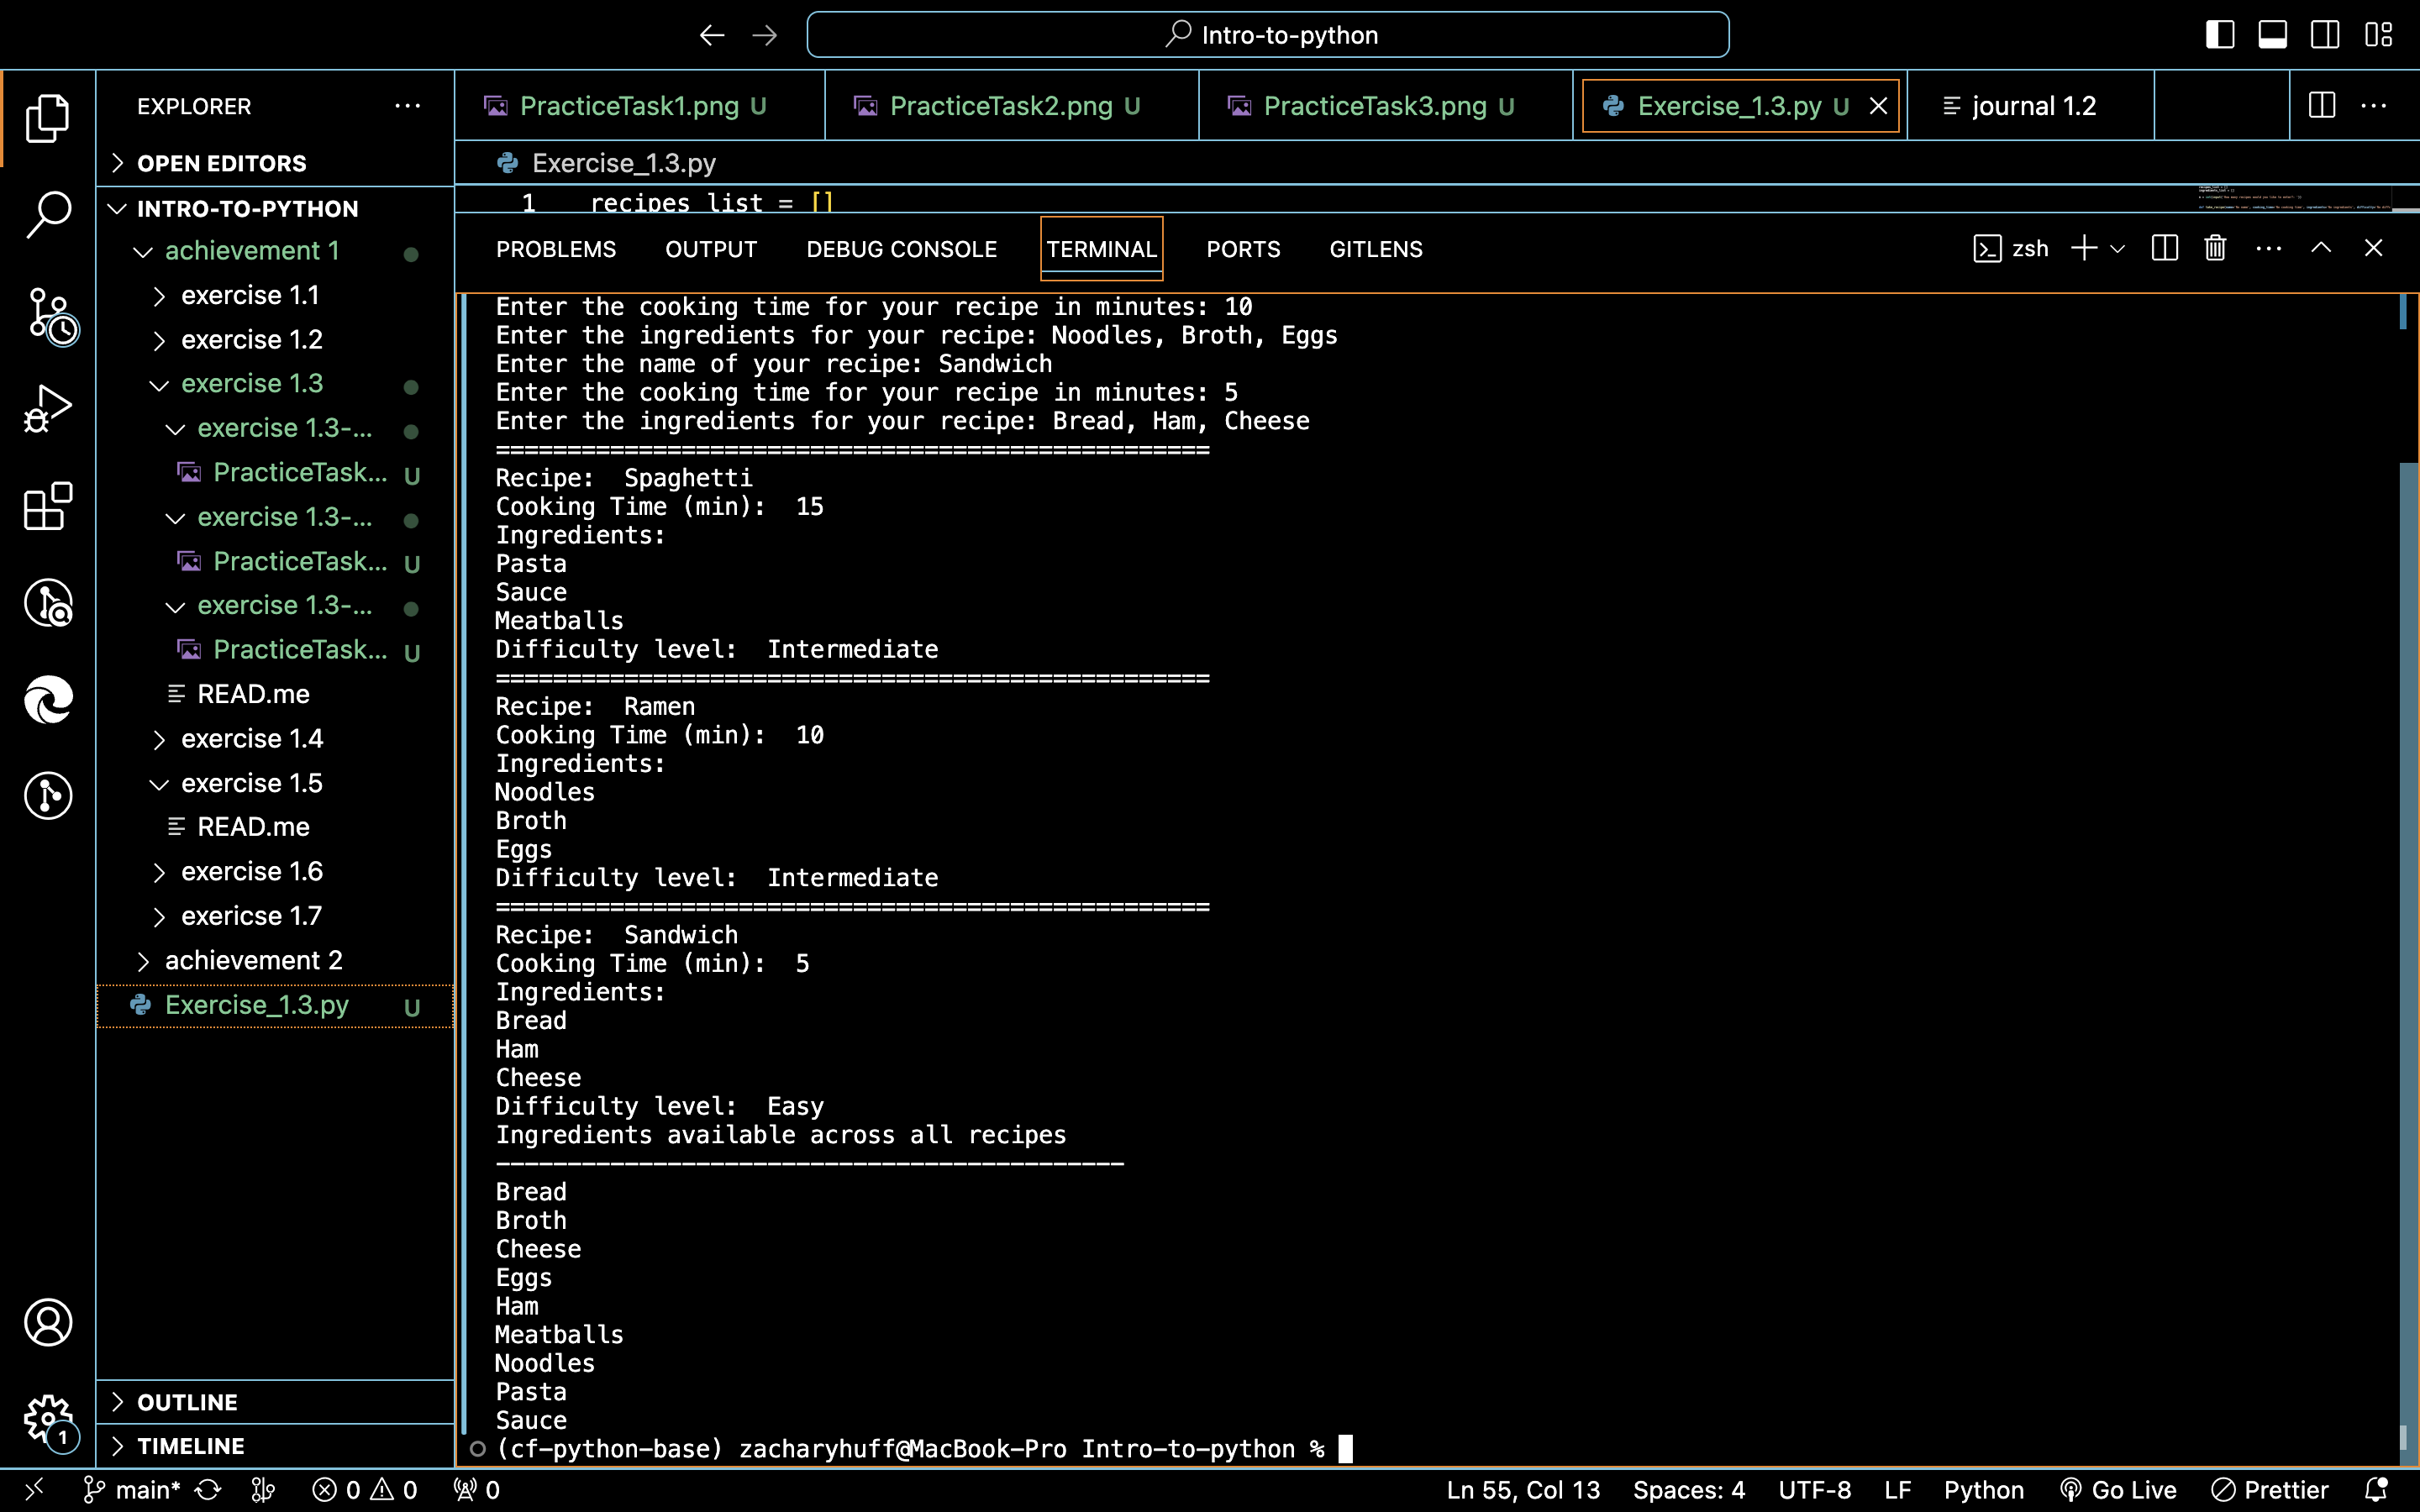 Intro-to-python
EXPLORER
OPEN EDITORS
INTRO-TO-PYTHON
achievement 1
exercise 1.1
exercise 1.2
exercise 1.3
exercise 1.3-...
PracticeTask... U
exercise 1.3-...
PracticeTask... U
exercise 1.3-...
PracticeTask... U
READ.me
exercise 1.4
exercise 1.5
READ.me
exercise 1.6
exericse 1.7
achievement 2
Exercise_1.3.py U
OUTLINE
TIMELINE
1
PracticeTask1.png U
PracticeTask2.png U
PracticeTask3.png U
Exercise_1.3.py U
journal 1.2
Exercise_1.3.py
1 recipes_list = []
PROBLEMS OUTPUT DEBUG CONSOLE TERMINAL PORTS GITLENS
zsh
Enter the cooking time for your recipe in minutes: 10
Enter the ingredients for your recipe: Noodles, Broth, Eggs
Enter the name of your recipe: Sandwich
Enter the cooking time for your recipe in minutes: 5
Enter the ingredients for your recipe: Bread, Ham, Cheese
==================================================
Recipe:  Spaghetti
Cooking Time (min):  15
Ingredients:
Pasta
Sauce
Meatballs
Difficulty level:  Intermediate
==================================================
Recipe:  Ramen
Cooking Time (min):  10
Ingredients:
Noodles
Broth
Eggs
Difficulty level:  Intermediate
==================================================
Recipe:  Sandwich
Cooking Time (min):  5
Ingredients:
Bread
Ham
Cheese
Difficulty level:  Easy
Ingredients available across all recipes
--------------------------------------------
Bread
Broth
Cheese
Eggs
Ham
Meatballs
Noodles
Pasta
Sauce
(cf-python-base) zacharyhuff@MacBook-Pro Intro-to-python %
main* 0 0 0 Ln 55, Col 13 Spaces: 4 UTF-8 LF Python Go Live Prettier